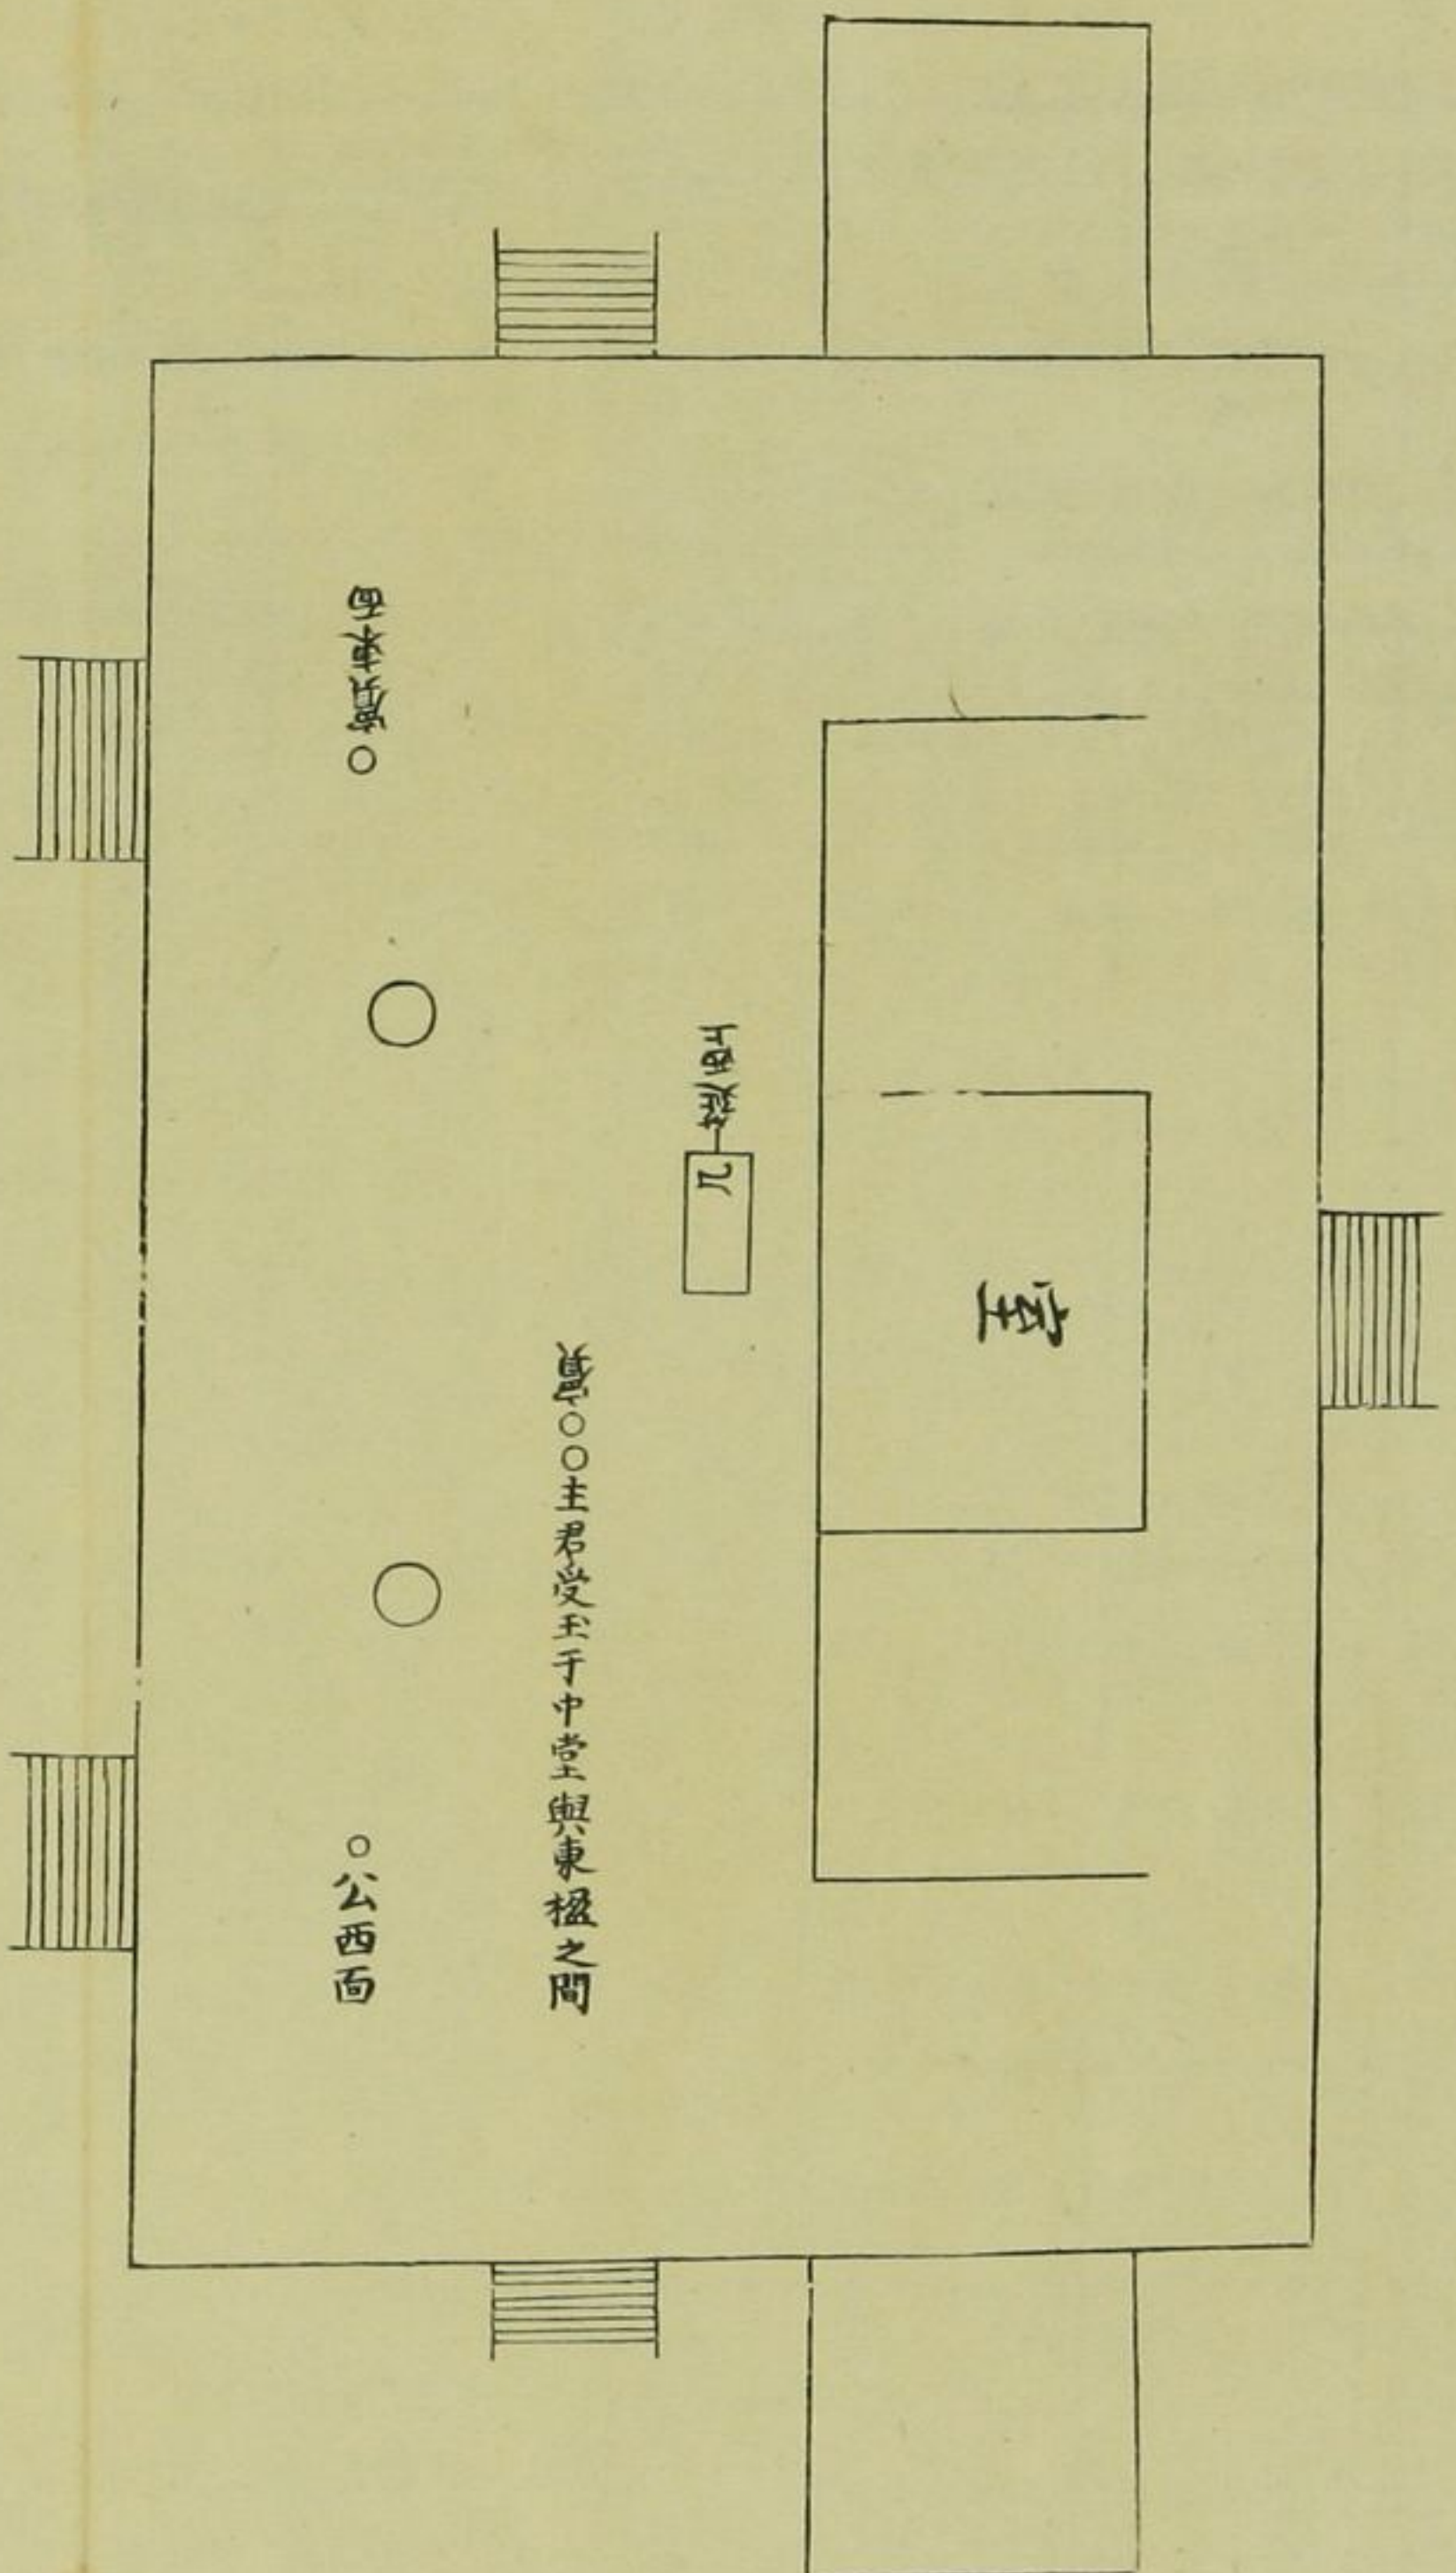 室
筵西上
几
賓
主君受玉于中堂與東楹之間
賓東面
公西面